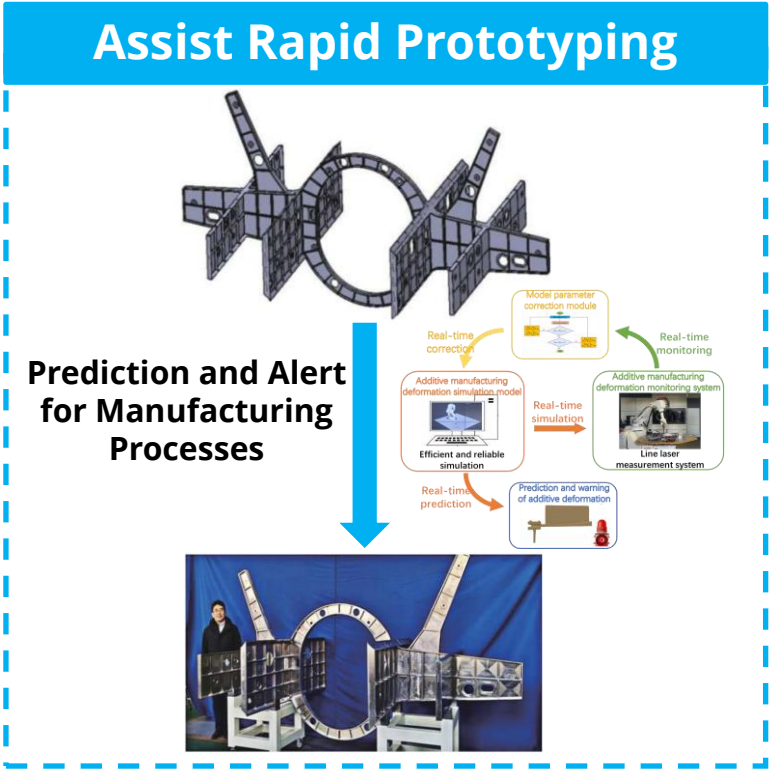 Assist Rapid Prototyping
Model parameter
correction module
Real-time
correction
Real-time
monitoring
Prediction and Alert
for Manufacturing
Processes
Additive manufacturing
deformation simulation model
Efficient and reliable
simulation
Real-time
simulation
Additive manufacturing
deformation monitoring system
Line laser
measurement system
Real-time
prediction
Prediction and warning
of additive deformation